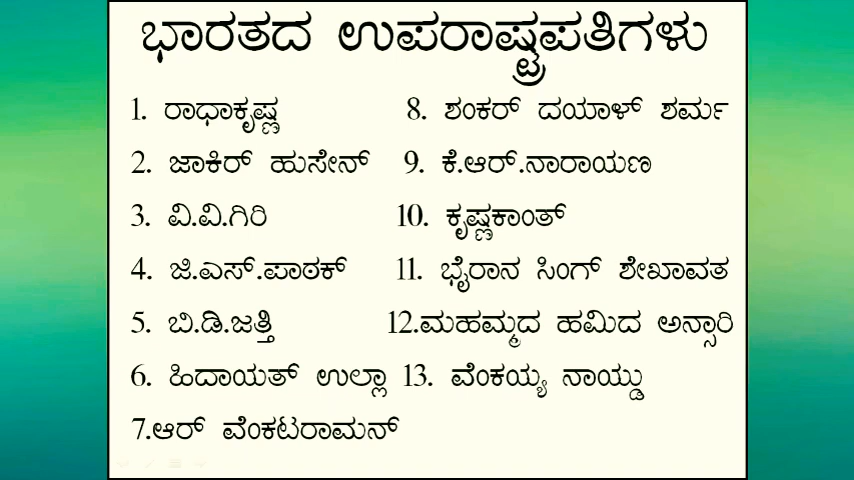 ಭಾರತದ ಉಪರಾಷ್ಟ್ರಪತಿಗಳು
1. ರಾಧಾಕೃಷ್ಣ
2. ಜಾಕಿರ್ ಹುಸೇನ್
3. ವಿ.ವಿ.ಗಿರಿ
4. ಜಿ.ಎಸ್.ಪಾಠಕ್
5. ಬಿ.ಡಿ.ಜತ್ತಿ
6. ಹಿದಾಯತ್ ಉಲ್ಲಾ
7.ಆರ್ ವೆಂಕಟರಾಮನ್
8. ಶಂಕರ್ ದಯಾಳ್ ಶರ್ಮ
9. ಕೆ.ಆರ್.ನಾರಾಯಣ
10. ಕೃಷ್ಣಕಾಂತ್
11. ಭೈರಾನ ಸಿಂಗ್ ಶೇಖಾವತ
12.ಮಹಮ್ಮದ ಹಮಿದ ಅನ್ಸಾರಿ
13. ವೆಂಕಯ್ಯ ನಾಯ್ಡು